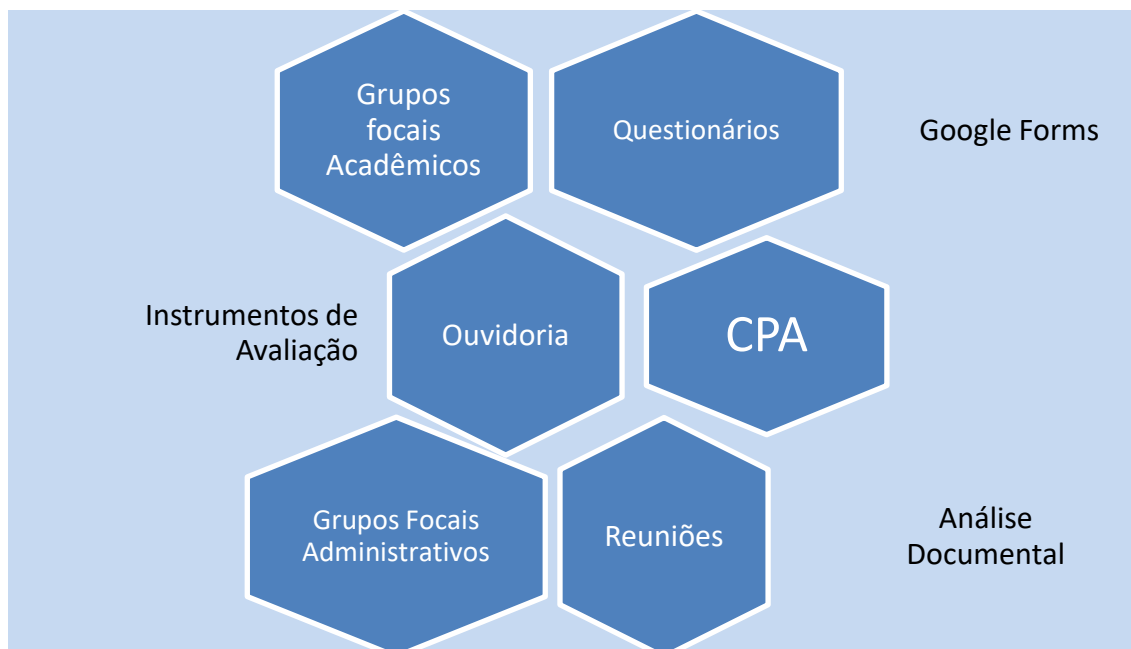 Grupos
focais
Acadêmicos
Questionários
Google Forms
Instrumentos de
Avaliação
Ouvidoria
CPA
Grupos Focais
Administrativos
Reuniões
Análise
Documental